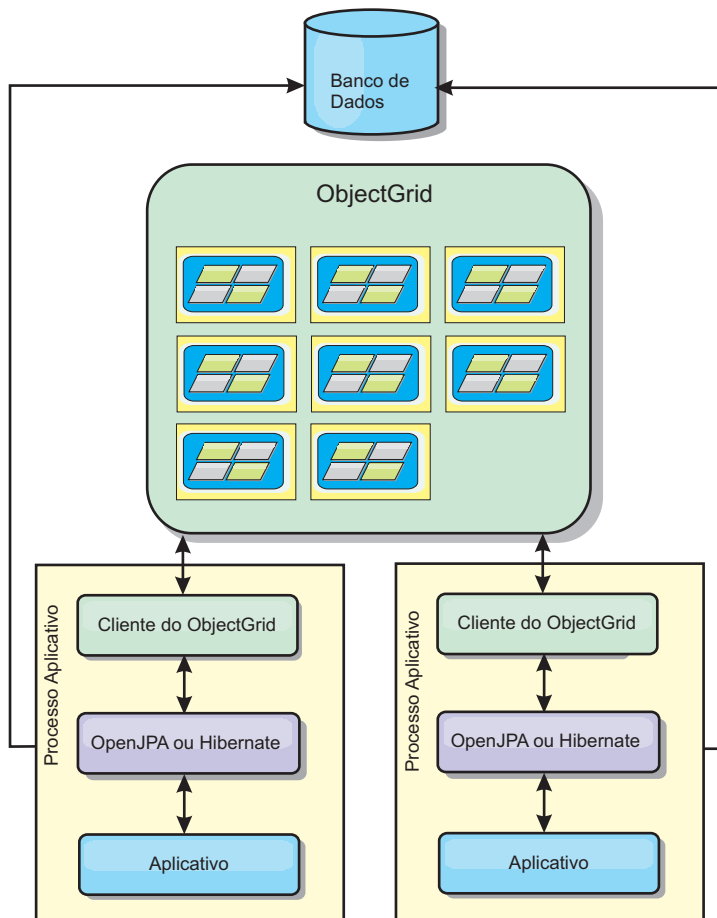 Banco de
Dados
ObjectGrid
Processo Aplicativo
Cliente do ObjectGrid
OpenJPA ou Hibernate
Aplicativo
Processo Aplicativo
Cliente do ObjectGrid
OpenJPA ou Hibernate
Aplicativo